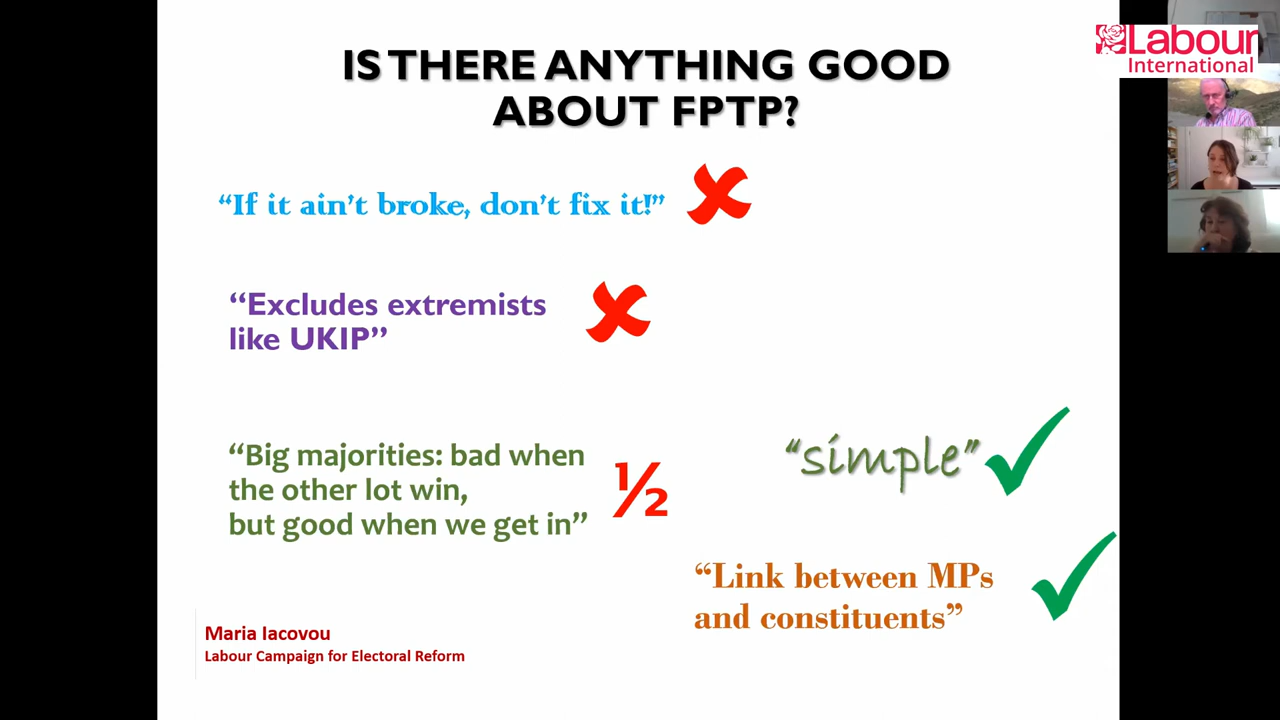 IS THERE ANYTHING GOOD
ABOUT FPTP?
Labour
International
“If it ain’t broke, don’t fix it!”
“Excludes extremists
like UKIP”
“Big majorities: bad when
the other lot win,
but good when we get in”
½
“simple”
“Link between MPs
and constituents”
Maria Iacovou
Labour Campaign for Electoral Reform